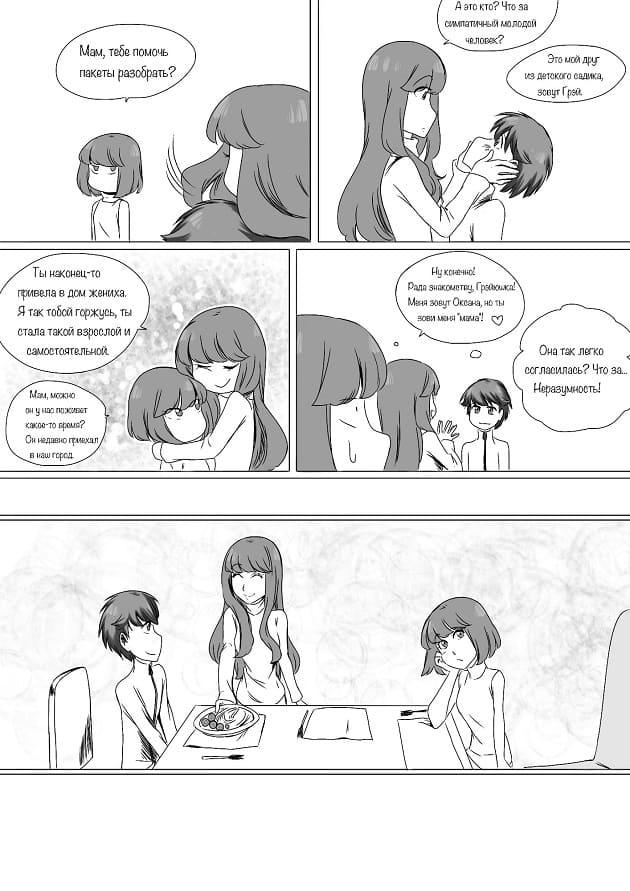 Мам, тебе помочь
пакеты разобрать?
А это кто? Что за
симпатичный молодой
человек?
Это мой друг
из детского садика,
зовут Грэй.
Ты наконец-то
привела в дом жениха.
Я так тобой горжусь, ты
стала такой взрослой и
самостоятельной.
Мам, можно
он у нас поживет
какое-то время?
Он недавно приехал
в наш город.
Ну конечно!
Рада знакомству, Грэйюшка!
Меня зовут Оксана, но ты
зови меня "мама"!
Она так легко
согласилась? Что за...
Неразумность!